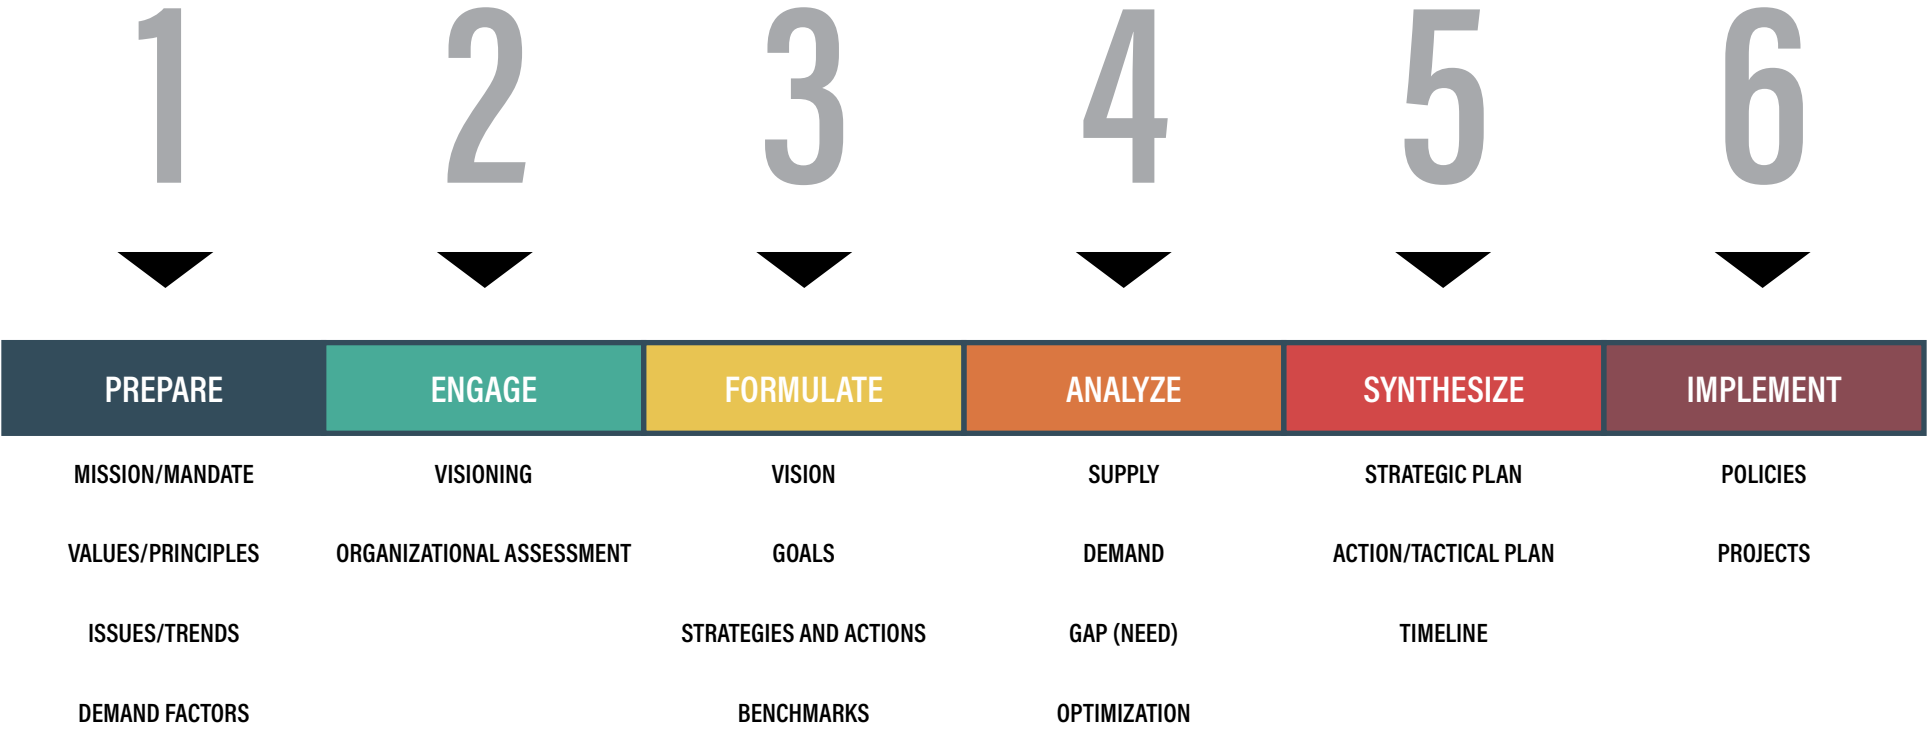 1 2 3 4 5 6
PREPARE ENGAGE FORMULATE ANALYZE SYNTHESIZE IMPLEMENT
MISSION/MANDATE VISIONING VISION SUPPLY STRATEGIC PLAN POLICIES
VALUES/PRINCIPLES ORGANIZATIONAL ASSESSMENT GOALS DEMAND ACTION/TACTICAL PLAN PROJECTS
ISSUES/TRENDS STRATEGIES AND ACTIONS GAP (NEED) TIMELINE
DEMAND FACTORS BENCHMARKS OPTIMIZATION